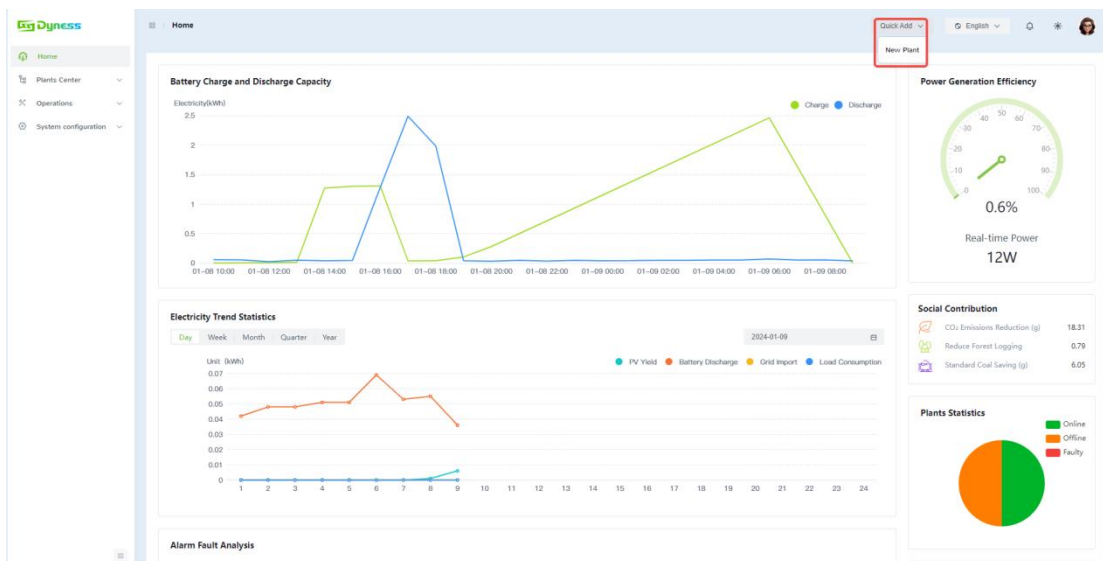 Dyness
Home
Quick Add
English
New Plant
Home
Plants Center
Operations
System configuration
Battery Charge and Discharge Capacity
Electricity(kWh)
Charge
Discharge
2.5
2
1.5
1
0.5
0
01-08 10:00 01-08 12:00 01-08 14:00 01-08 16:00 01-08 18:00 01-08 20:00 01-08 22:00 01-09 00:00 01-09 02:00 01-09 04:00 01-09 06:00 01-09 08:00
Power Generation Efficiency
0 10 20 30 40 50 60 70 80 90 100
0.6%
Real-time Power
12W
Electricity Trend Statistics
Day Week Month Quarter Year
2024-01-09
Unit (kWh)
PV Yield Battery Discharge Grid Import Load Consumption
0.07
0.06
0.05
0.04
0.03
0.02
0.01
0
1 2 3 4 5 6 7 8 9 10 11 12 13 14 15 16 17 18 19 20 21 22 23 24
Social Contribution
CO₂ Emissions Reduction (g) 18.31
Reduce Forest Logging 0.79
Standard Coal Saving (g) 6.05
Plants Statistics
Online
Offline
Faulty
Alarm Fault Analysis